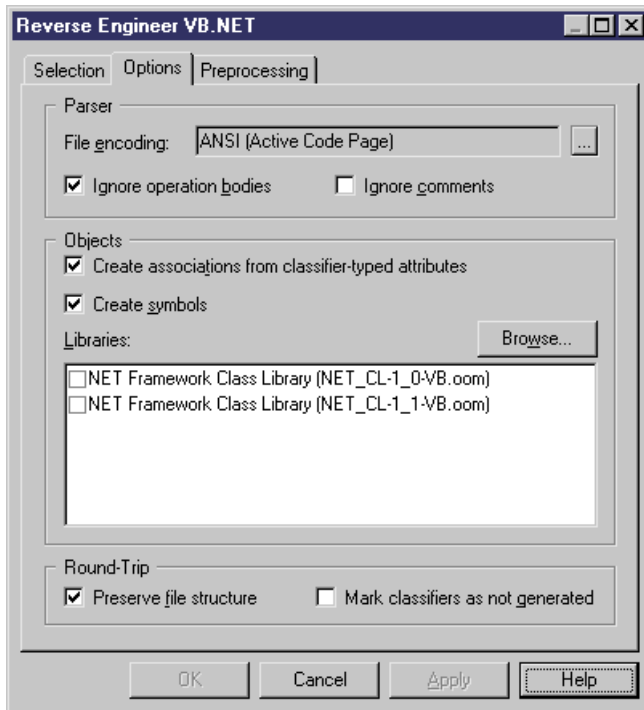 Reverse Engineer VB.NET
Selection Options Preprocessing
Parser
File encoding: ANSI (Active Code Page) ...
Ignore operation bodies Ignore comments
Objects
Create associations from classifier-typed attributes
Create symbols
Libraries: Browse...
NET Framework Class Library (NET_CL-1_0-VB.oom)
NET Framework Class Library (NET_CL-1_1-VB.oom)
Round-Trip
Preserve file structure Mark classifiers as not generated
OK Cancel Apply Help